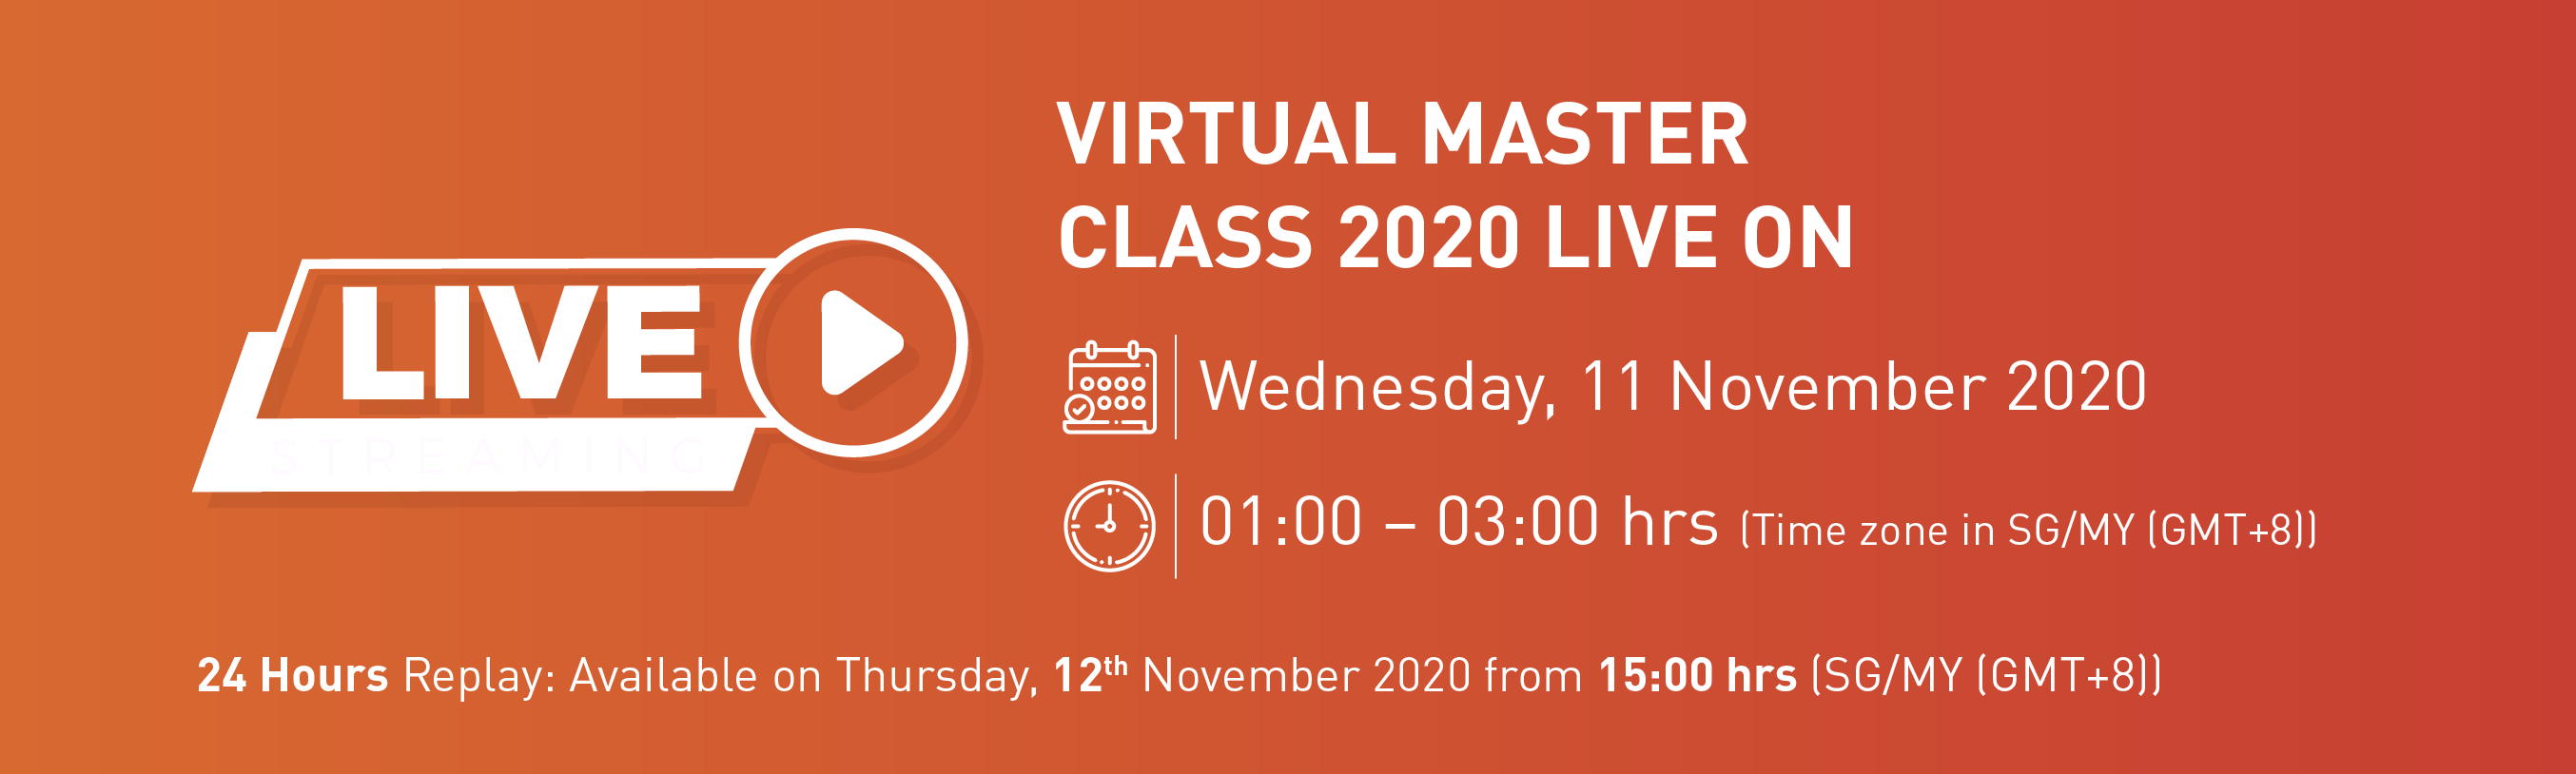 LIVE
STREAMING
VIRTUAL MASTER
CLASS 2020 LIVE ON
Wednesday, 11 November 2020
01:00 – 03:00 hrs (Time zone in SG/MY (GMT+8))
24 Hours Replay: Available on Thursday, 12th November 2020 from 15:00 hrs (SG/MY (GMT+8))